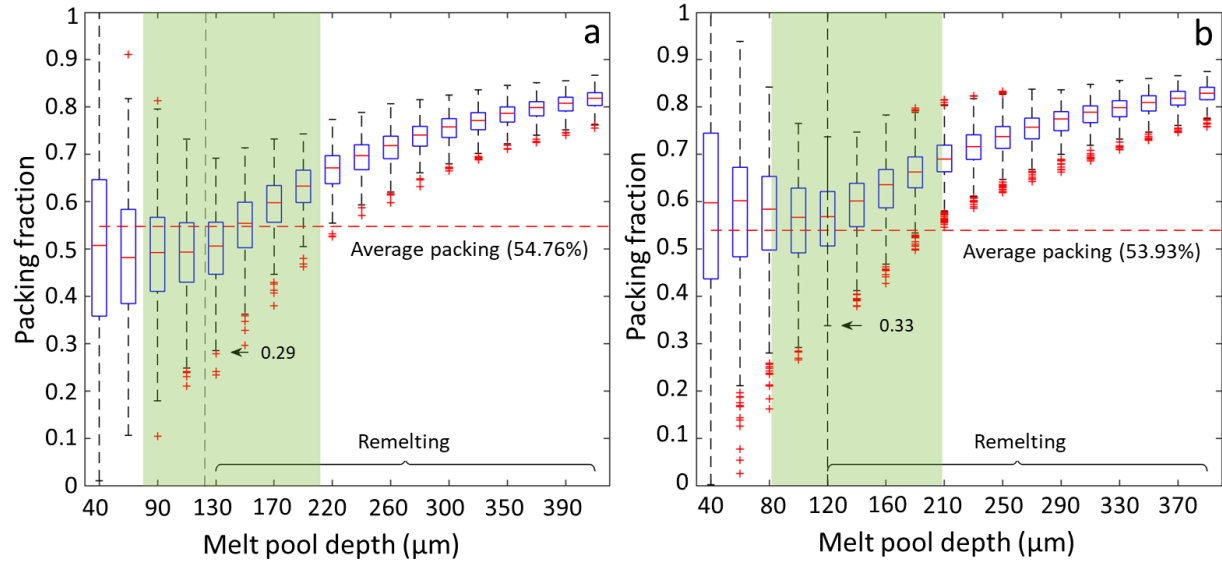 a
Packing fraction
1
0.9
0.8
0.7
0.6
0.5
0.4
0.3
0.2
0.1
0
Average packing (54.76%)
0.29
Remelting
40 90 130 170 220 260 300 350 390
Melt pool depth (μm)
b
Packing fraction
1
0.9
0.8
0.7
0.6
0.5
0.4
0.3
0.2
0.1
0
Average packing (53.93%)
0.33
Remelting
40 80 120 160 210 250 290 330 370
Melt pool depth (μm)